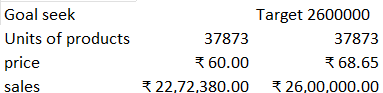 Goal seek Target 2600000
Units of products 37873 37873
price ₹ 60.00 ₹ 68.65
sales ₹ 22,72,380.00 ₹ 26,00,000.00